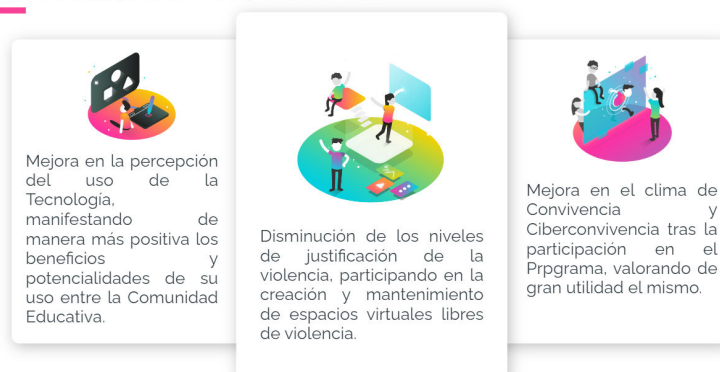 Mejora en la percepción
del uso de la
Tecnología,
manifestando de
manera más positiva los
beneficios y
potencialidades de su
uso entre la Comunidad
Educativa.
Disminución de los niveles
de justificación de la
violencia, participando en la
creación y mantenimiento
de espacios virtuales libres
de violencia.
Mejora en el clima de
Convivencia y
Ciberconvivencia tras la
participación en el
Prpgrama, valorando de
gran utilidad el mismo.